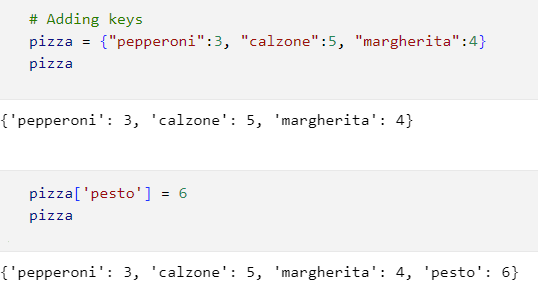 # Adding keys
pizza = {"pepperoni":3, "calzone":5, "margherita":4}
pizza
{'pepperoni': 3, 'calzone': 5, 'margherita': 4}
pizza['pesto'] = 6
pizza
{'pepperoni': 3, 'calzone': 5, 'margherita': 4, 'pesto': 6}